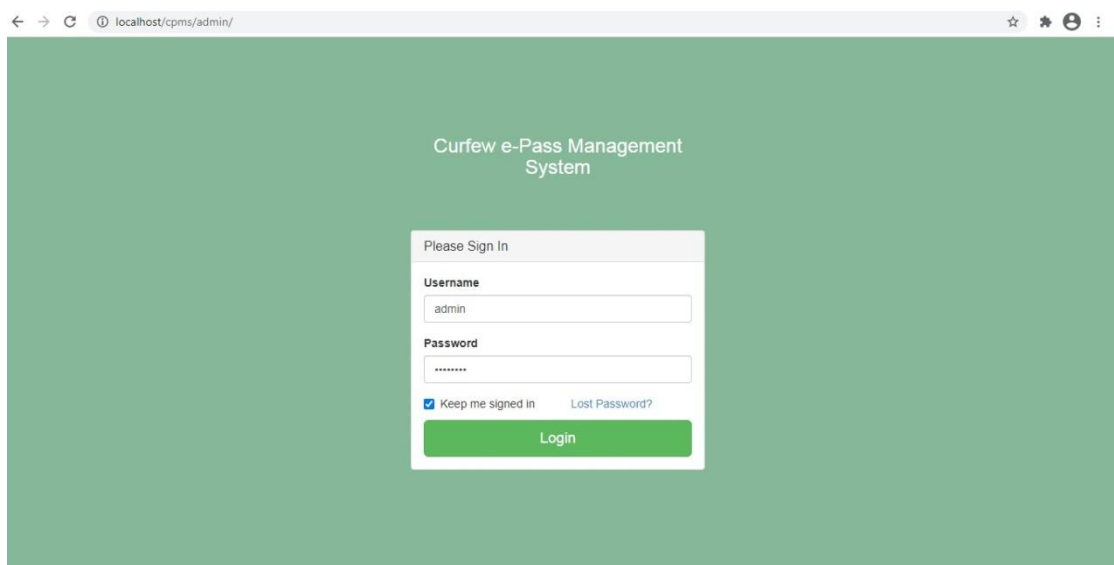 localhost/cpms/admin/
Curfew e-Pass Management
System
Please Sign In
Username
admin
Password
••••••••
Keep me signed in Lost Password?
Login